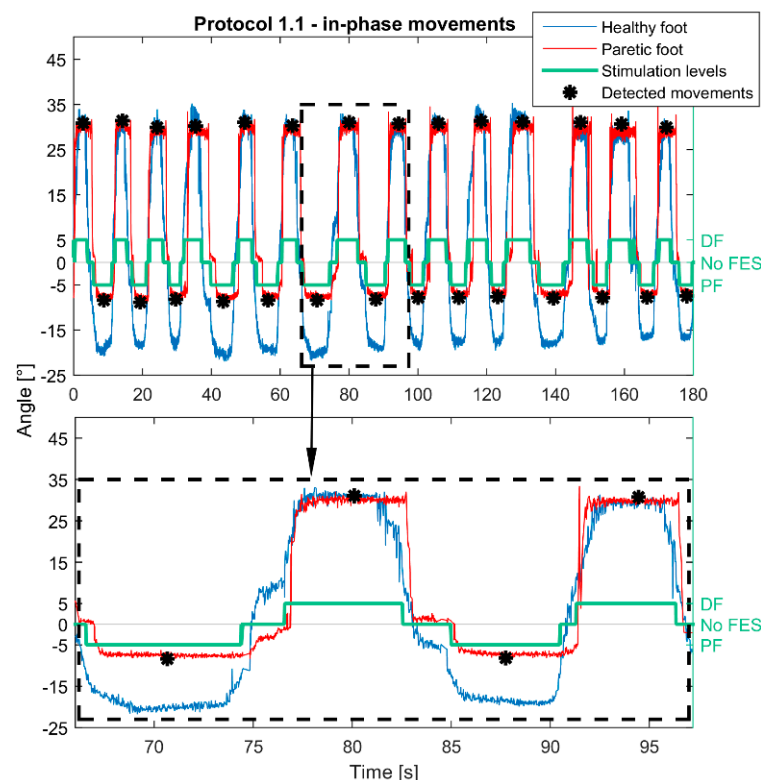 Protocol 1.1 - in-phase movements
Healthy foot
Paretic foot
Stimulation levels
Detected movements
45
35
25
15
5
0
-5
-15
-25
DF
No FES
PF
0 20 40 60 80 100 120 140 160 180
Angle [°]
45
35
25
15
5
0
-5
-15
-25
DF
No FES
PF
70 75 80 85 90 95
Time [s]